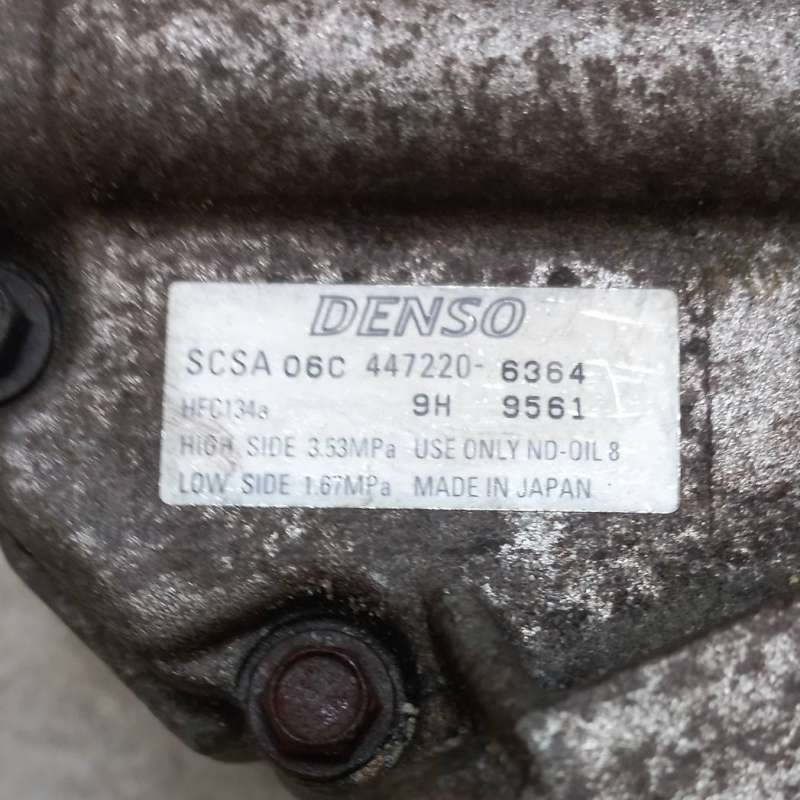 DENSO
SCSA 06C 447220-6364
HFC134a 9H 9561
HIGH SIDE 3.53MPa USE ONLY ND-OIL 8
LOW SIDE 1.67MPa MADE IN JAPAN